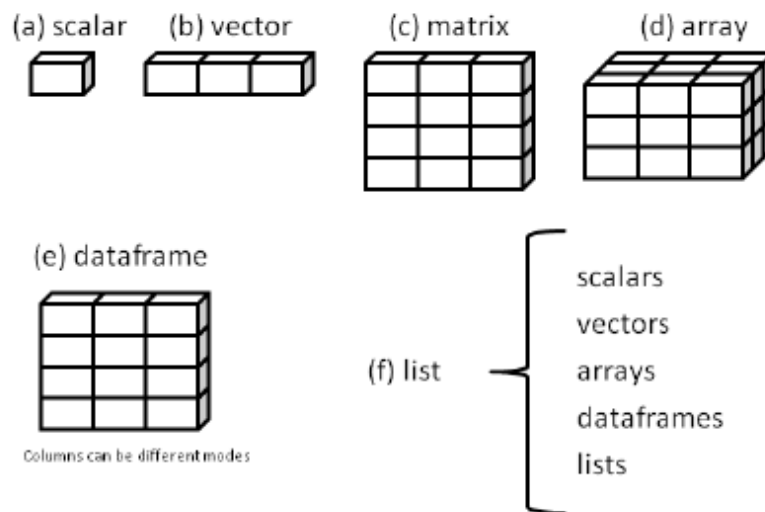 (a) scalar
(b) vector
(c) matrix
(d) array
(e) dataframe
Columns can be different modes
(f) list
scalars
vectors
arrays
dataframes
lists